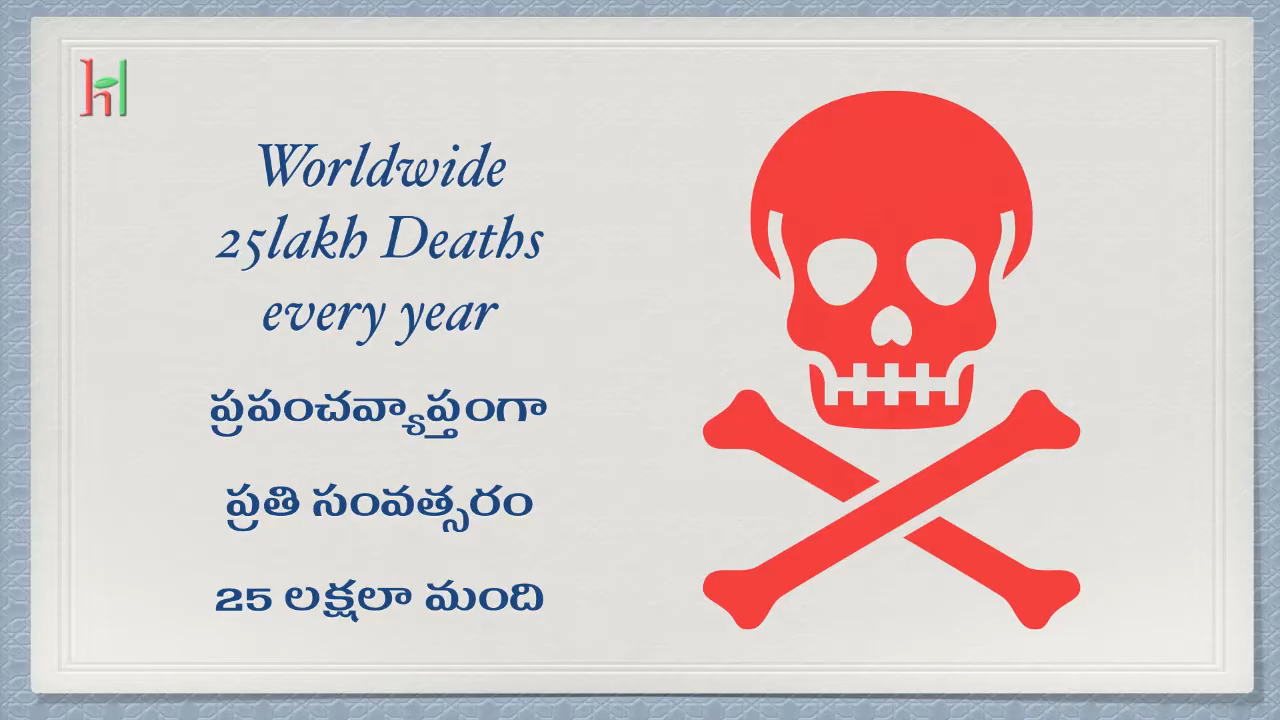 Worldwide
25lakh Deaths
every year
ప్రపంచవ్యాప్తంగా
ప్రతి సంవత్సరం
25 లక్షలా మంది